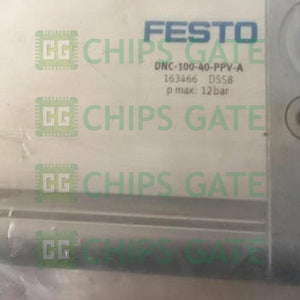 FESTO
CHIPS GATE
DNC-100-40-PPV-A
163466 D558
p max: 12bar
CHIPS GATE
CHIPS GATE
CHIPS GATE